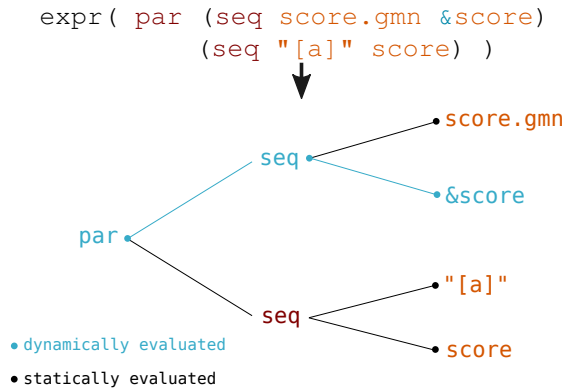 expr( par (seq score.gmn &score)
(seq "[a]" score) )
score.gmn
seq
&score
par
"[a]"
seq
dynamically evaluated
score
statically evaluated